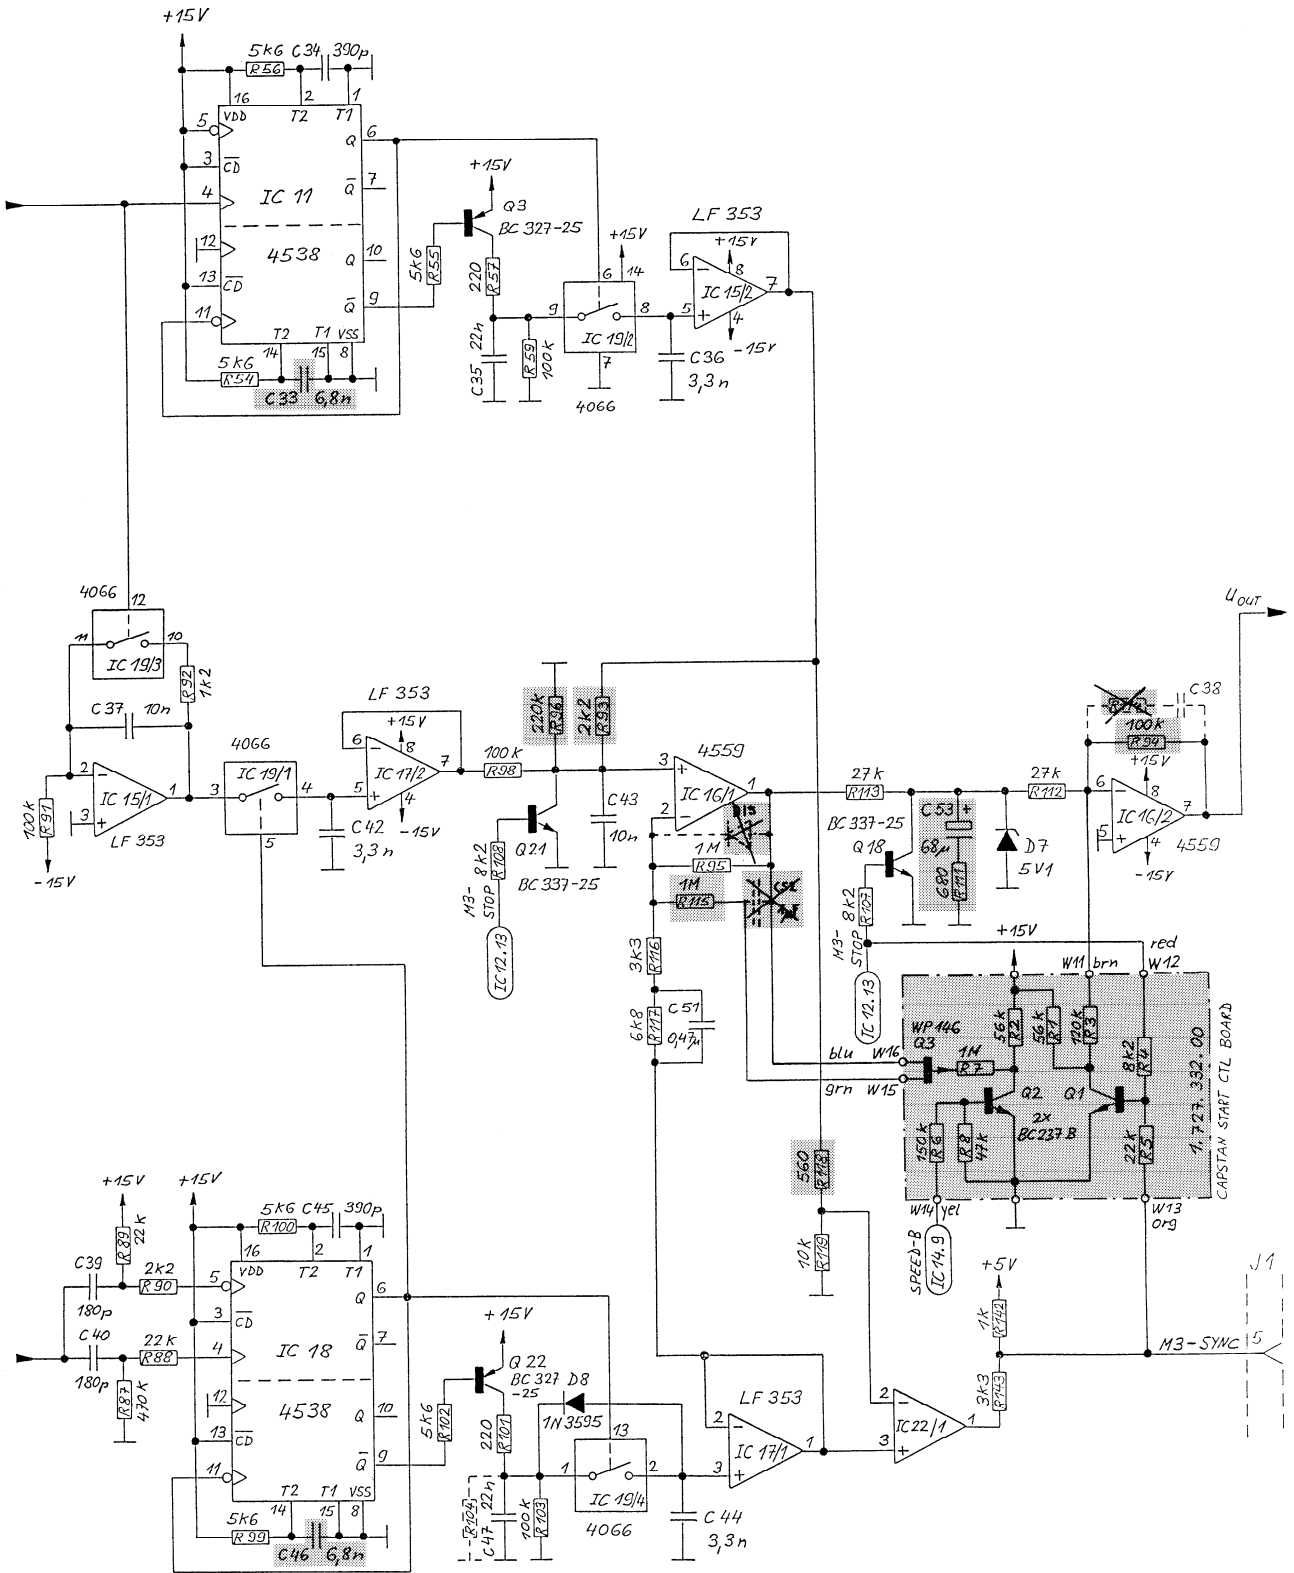 +15V
5k6 C34 390p
R56
16 2 1
VDD T2 T1
5
Q 6
3 CD
Q 7
4 IC 11
12 4538
Q 10
13 CD
Q 9
11
T2 T1 VSS
14 15 8
5k6
R54
C33 6,8n
5k6 R55
+15V
Q3
BC 327-25
220 R57
C35 22n
R59 100k
+15V
6 14
9 8
IC 19/2
7
4066
C36
3,3n
LF 353
+15V
6 8
IC 15/2 7
5 4
-15V
4066
12
11 10
IC 19/3
R92 1k2
C37 10n
100k R91
-15V
2
IC 15/1 1
3
LF 353
4066
IC 19/1
3 4
5
C42
3,3n
LF 353
+15V
6 8
IC 17/2 7
5 4
-15V
100k
R98
220k R96
2k2 R93
Q21
BC 337-25
8k2 R108
M3-STOP
IC12.13
C43
10n
4559
3
IC 16/1 1
2
D13
1M
R95
1M
R115
C52
3k3 R116
6k8 R117
C51
0,47µ
27k
R113
BC 337-25
Q18
8k2 R107
M3-STOP
IC 12.13
C53 +
68µ
680 R111
D7
5V1
27k
R112
C38
100k
R94
+15V
6 8
IC 16/2 7
5 4
-15V
4559
UOUT
+15V
W11 brn
red
W12
blu W16
grn W15
WP 146
Q3
1M
R7
56k R2
56k R1
120k R3
8k2 R4
Q2 Q1
2x
BC237B
150k R6
R8 47k
22k R5
1.727.332.00
CAPSTAN START CTL BOARD
W14 yel
W13
org
SPEED-B
IC14.9
560 R118
10k R119
+5V
1k R142
3k3 R143
M3-SYNC 5
J1
2
IC22/1 1
3
+15V +15V
R89 22k
C39
180p
2k2
R90
C40
180p
22k
R88
R87 470k
5k6 C45 390p
R100
16 2 1
VDD T2 T1
5
Q 6
3 CD
Q 7
4 IC 18
12 4538
Q 10
13 CD
Q 9
11
T2 T1 VSS
14 15 8
5k6
R99
C46 6,8n
5k6 R102
+15V
Q22
BC 327
-25
220 R101
D8
1N3595
R104
C47 22n
100k R103
13
1 2
IC 19/4
4066
C44
3,3n
LF 353
2
IC 17/1 1
3